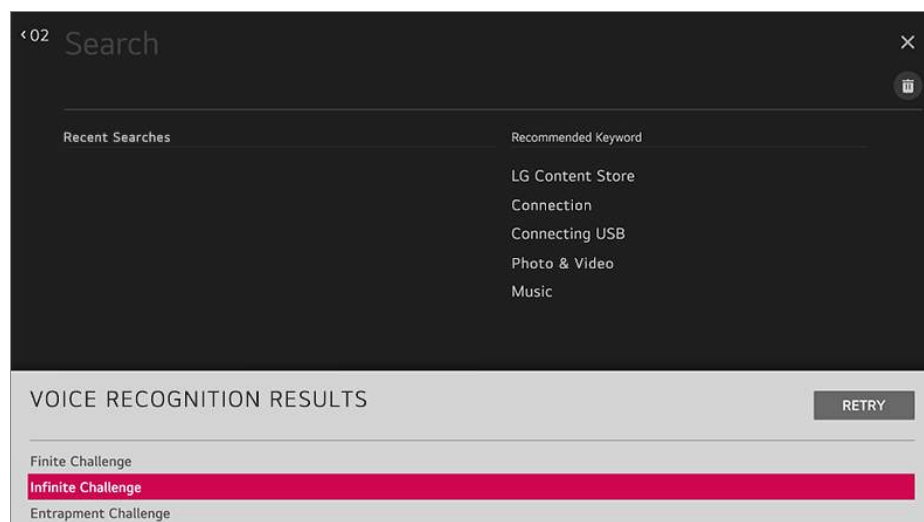 ‹ 02
Search
Recent Searches
Recommended Keyword
LG Content Store
Connection
Connecting USB
Photo & Video
Music
VOICE RECOGNITION RESULTS
RETRY
Finite Challenge
Infinite Challenge
Entrapment Challenge